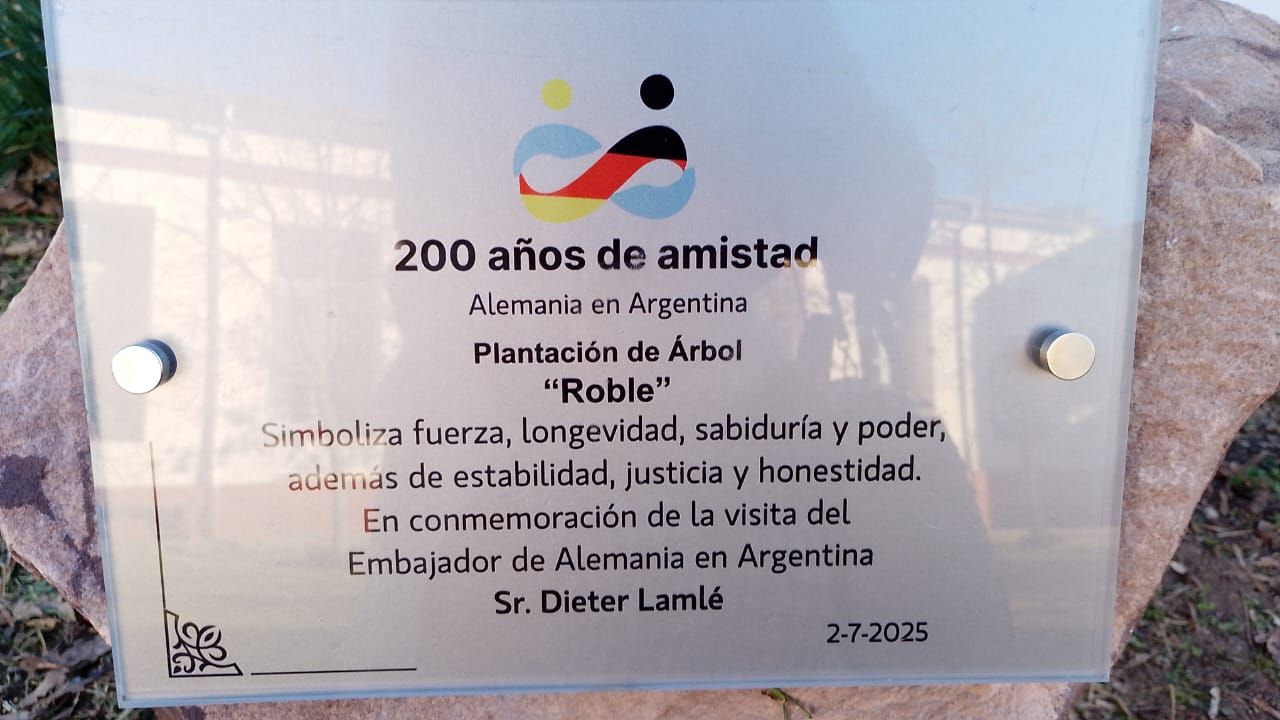 200 años de amistad
Alemania en Argentina
Plantación de Árbol
“Roble”
Simboliza fuerza, longevidad, sabiduría y poder,
además de estabilidad, justicia y honestidad.
En conmemoración de la visita del
Embajador de Alemania en Argentina
Sr. Dieter Lamlé
2-7-2025